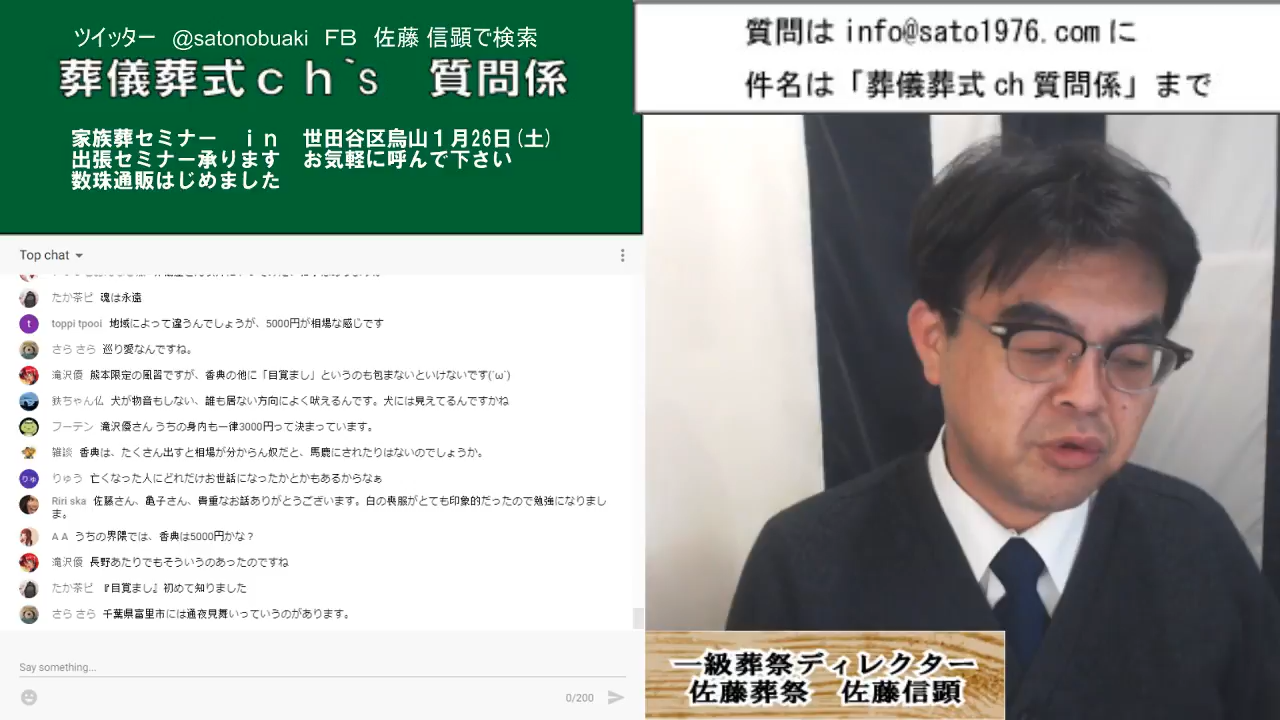 ツイッター　@satonobuaki　ＦＢ　佐藤 信顕で検索
葬儀葬式ｃｈ`s　質問係
家族葬セミナー　ｉｎ　世田谷区烏山１月26日(土)
出張セミナー承ります　お気軽に呼んで下さい
数珠通販はじめました
質問は info@sato1976.com に
件名は「葬儀葬式 ch 質問係」まで
Top chat
たか茶ピ 魂は永遠
toppi tpooi 地域によって違うんでしょうが、5000円が相場な感じです
さら さら 巡り愛なんですね。
滝沢優 熊本限定の風習ですが、香典の他に「目覚まし」というのも包まないといけないです(´ω`)
鉄ちゃん仏 犬が物音もしない、誰も居ない方向によく吠えるんです。犬には見えてるんですかね
フーテン 滝沢優さん うちの身内も一律3000円って決まっています。
雑談 香典は、たくさん出すと相場が分からん奴だと、馬鹿にされたりはないのでしょうか。
りゅう 亡くなった人にどれだけお世話になったかとかもあるからなぁ
Riri ska 佐藤さん、亀子さん、貴重なお話ありがとうございます。白の喪服がとても印象的だったので勉強になりまし
ま。
A A うちの界隈では、香典は5000円かな？
滝沢優 長野あたりでもそういうのあったのですね
たか茶ピ 『目覚まし』初めて知りました
さら さら 千葉県富里市には通夜見舞いっていうのがあります。
Say something...
0/200
一級葬祭ディレクター
佐藤葬祭　佐藤信顕